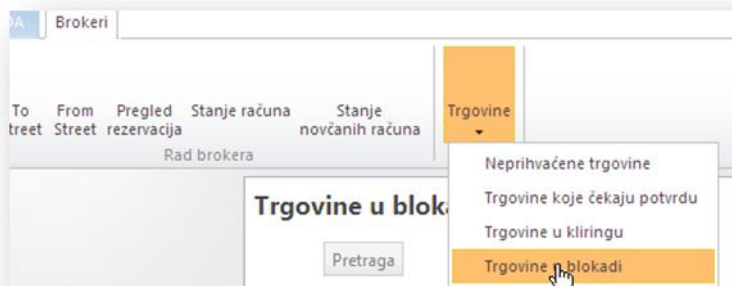 DA Brokeri
To From Pregled Stanje računa Stanje Trgovine
treet Street rezervacija novčanih računa
Rad brokera
Neprihvaćene trgovine
Trgovine koje čekaju potvrdu
Trgovine u blok
Trgovine u kliringu
Pretraga
Trgovine u blokadi